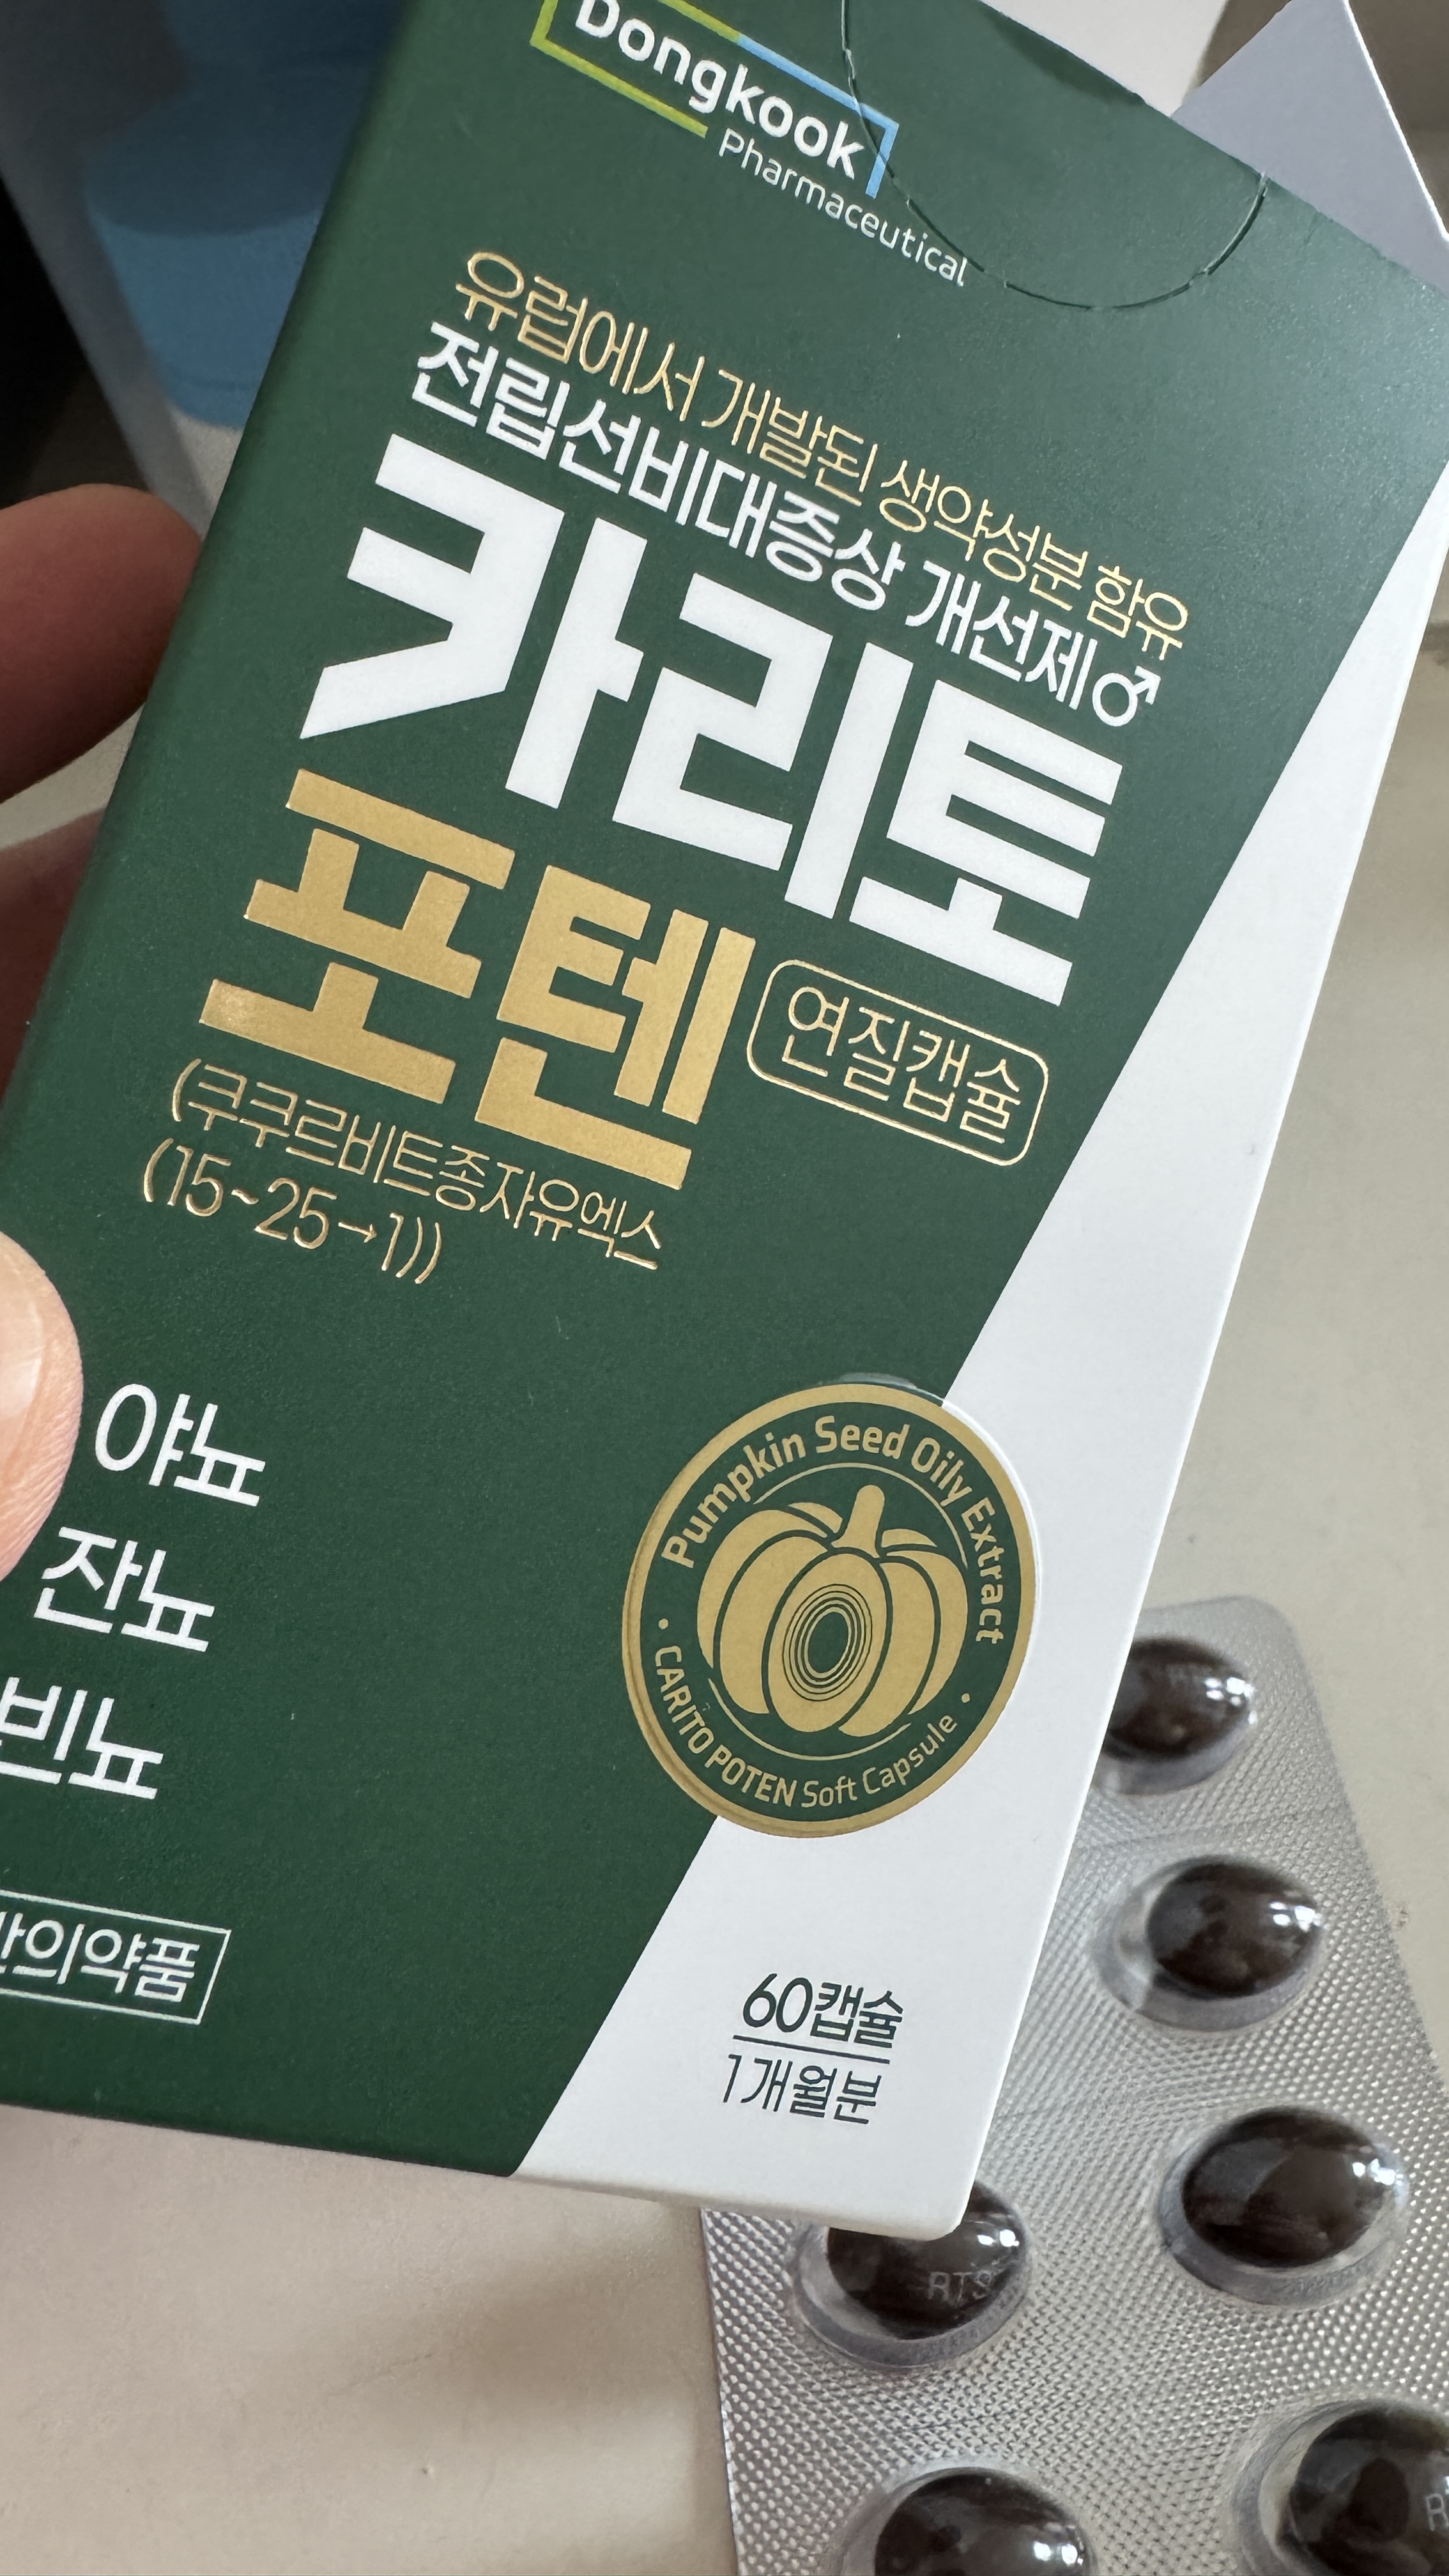 Dongkook
Pharmaceutical
유럽에서 개발된 생약성분 함유
전립선비대증상 개선제♂
카리토
포텐 연질캡슐
(쿠쿠르비트종자유엑스
(15~25→1))
야뇨
잔뇨
빈뇨
Pumpkin Seed Oily Extract
• CARITO POTEN Soft Capsule •
60캡슐
1개월분
RTS